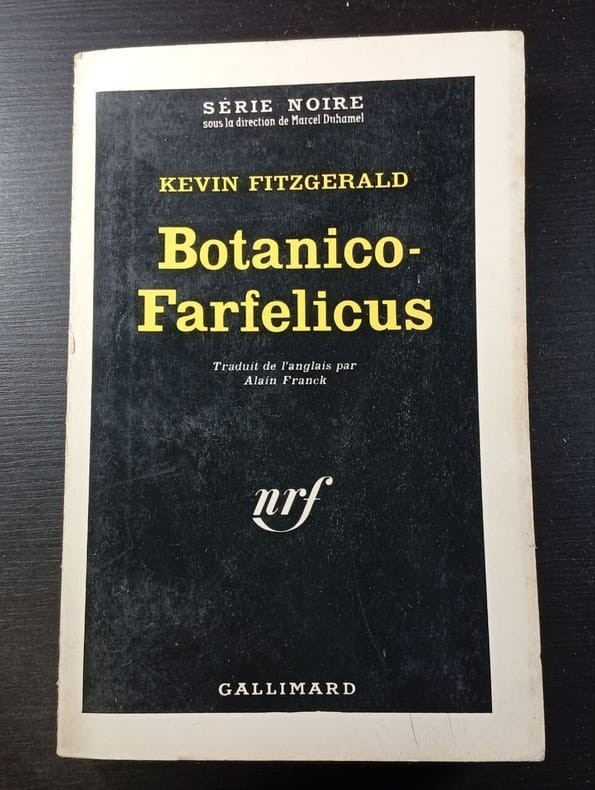 SÉRIE NOIRE
sous la direction de Marcel Duhamel
KEVIN FITZGERALD
Botanico-
Farfelicus
Traduit de l'anglais par
Alain Franck
nrf
GALLIMARD